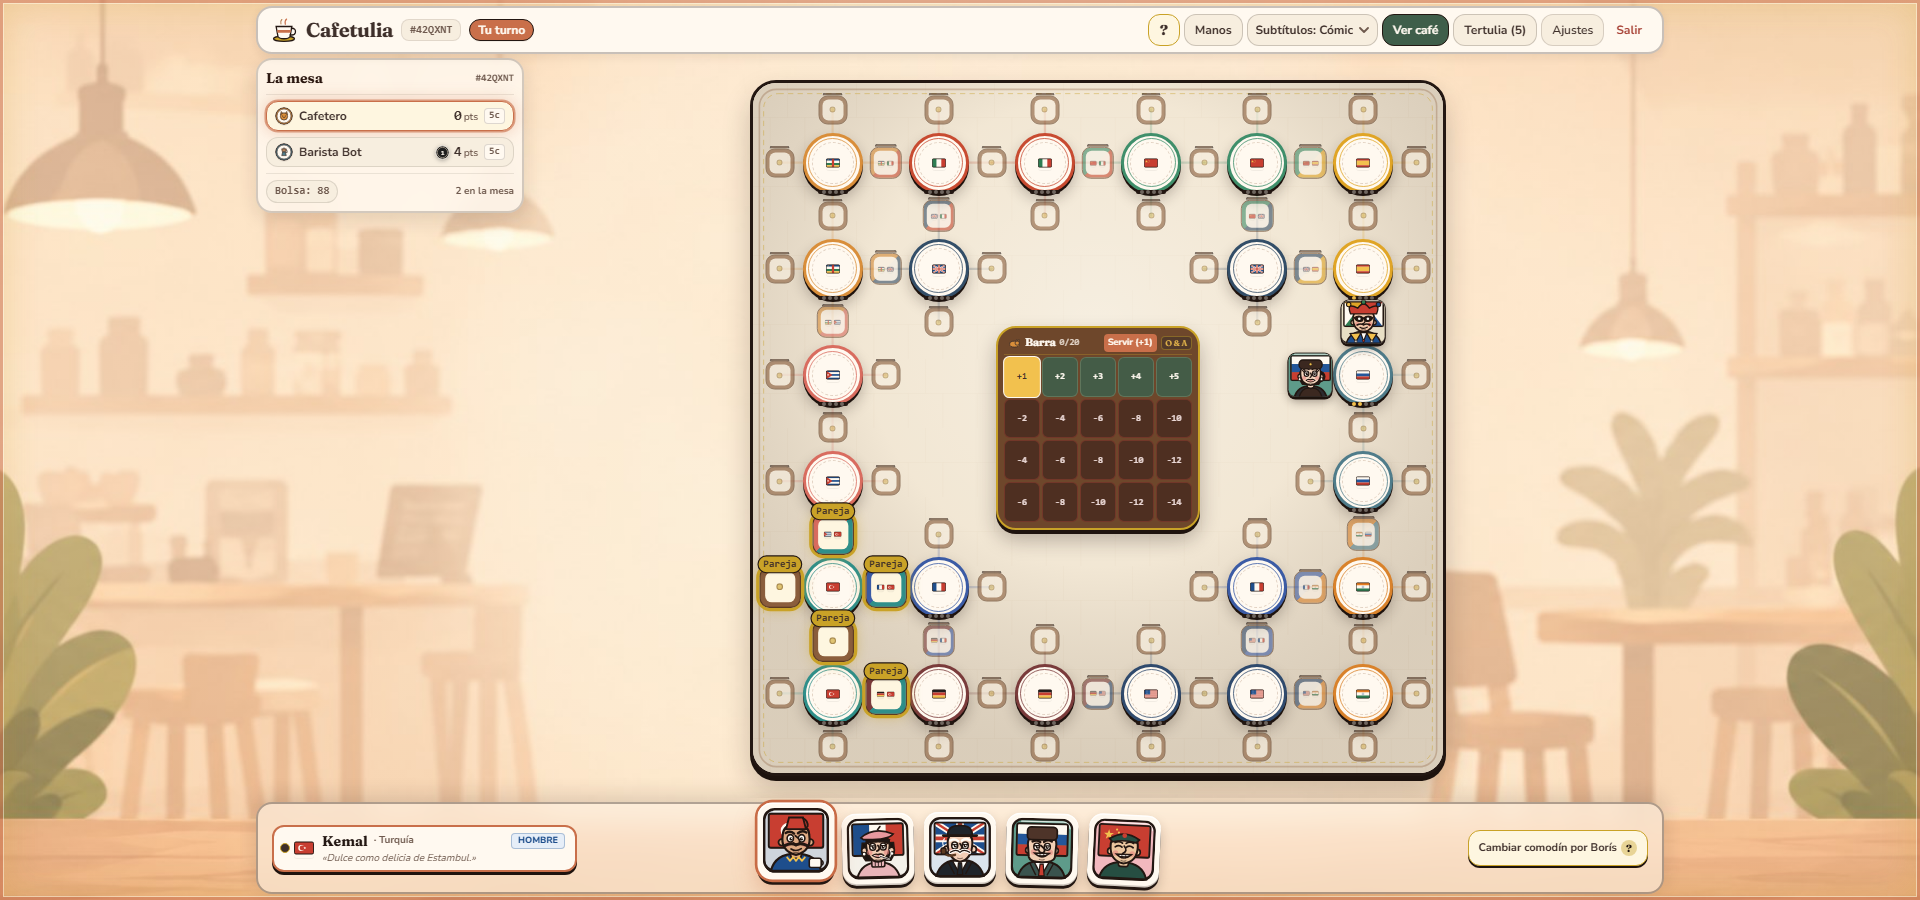 Cafetulia #42QXNT Tu turno
? Manos Subtítulos: Cómic Ver café Tertulia (5) Ajustes Salir
La mesa #42QXNT
Cafetero 0 pts 5c
Barista Bot 4 pts 5c
Bolsa: 88 2 en la mesa
Barra 0/20 Servir (+1) O & A
+1 +2 +3 +4 +5
-2 -4 -6 -8 -10
-4 -6 -8 -10 -12
-6 -8 -10 -12 -14
Pareja
Pareja Pareja
Pareja
Pareja
Kemal · Turquía HOMBRE
«Dulce como delicia de Estambul.»
Cambiar comodín por Borís ?